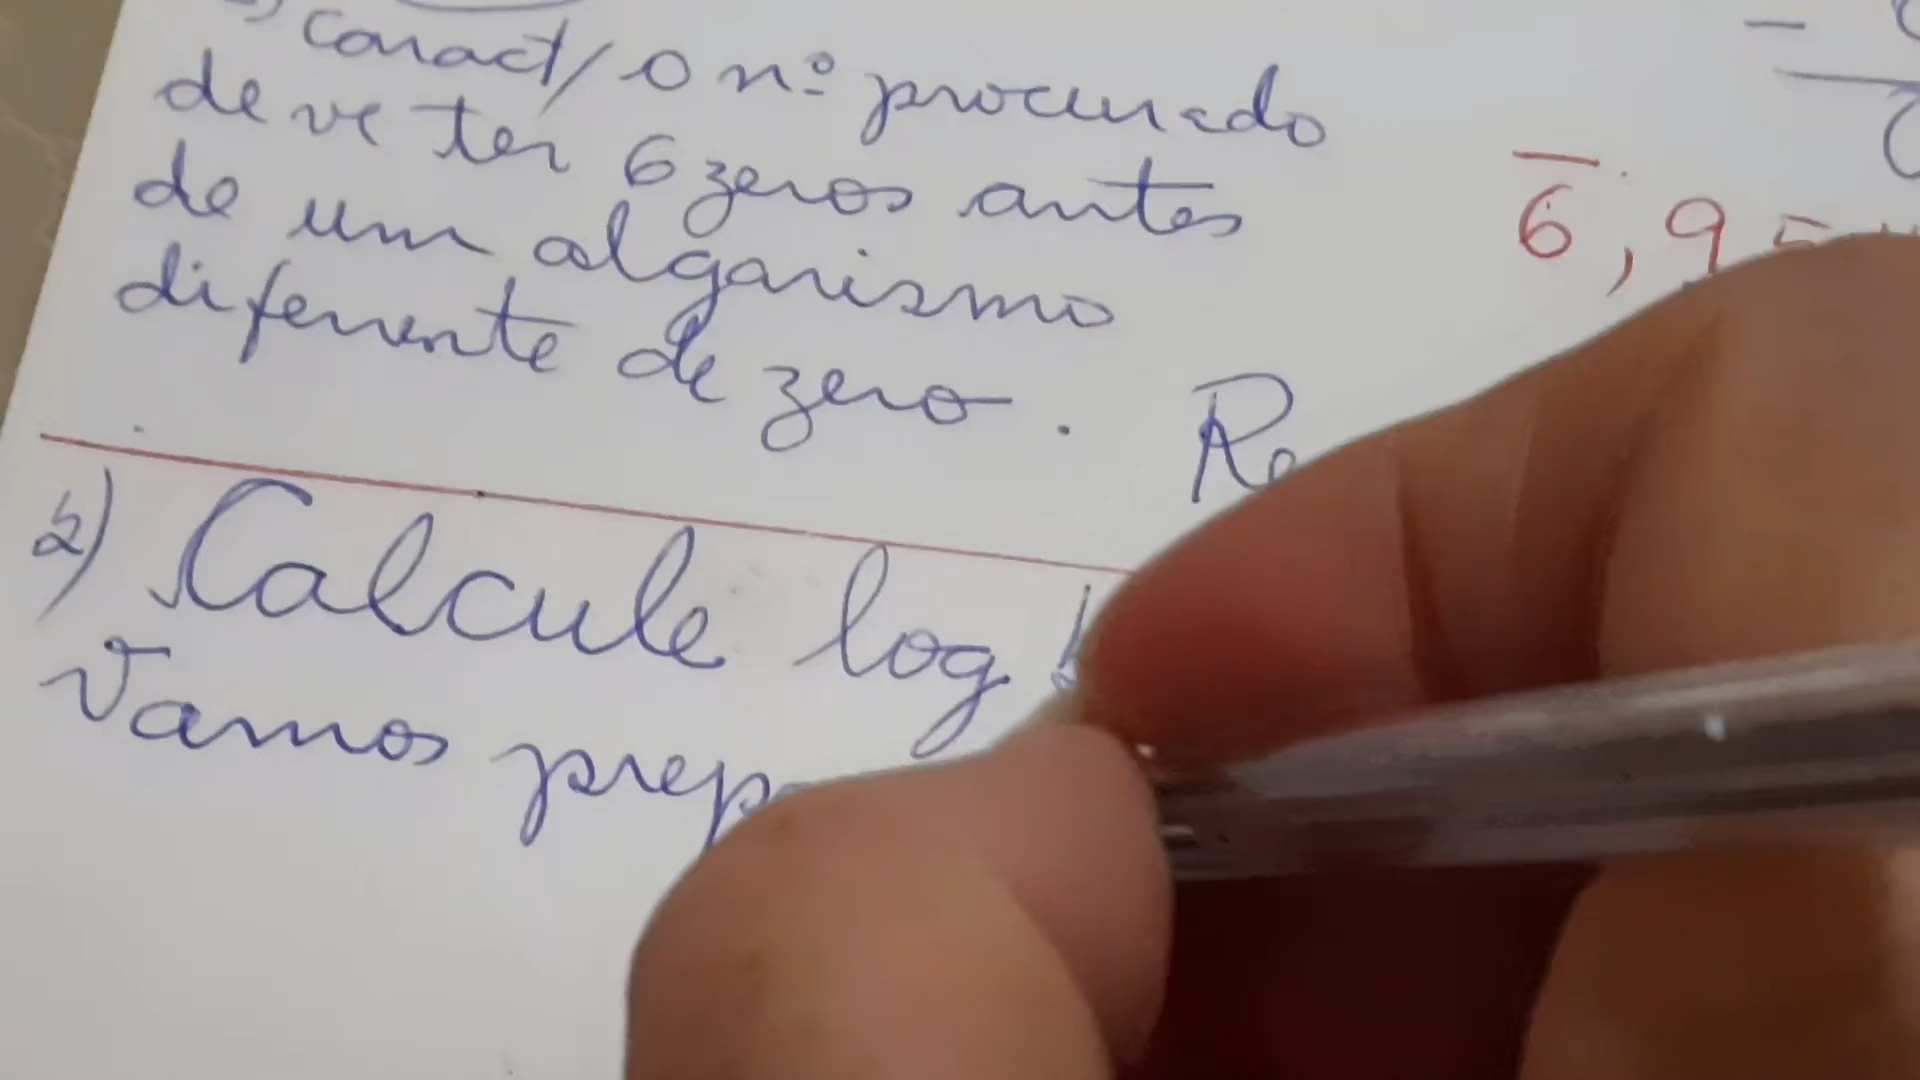 Caract/ O nº procurado
deve ter 6 zeros antes
de um algarismo
diferente de zero.
6,9
2) Calcule log
Vamos